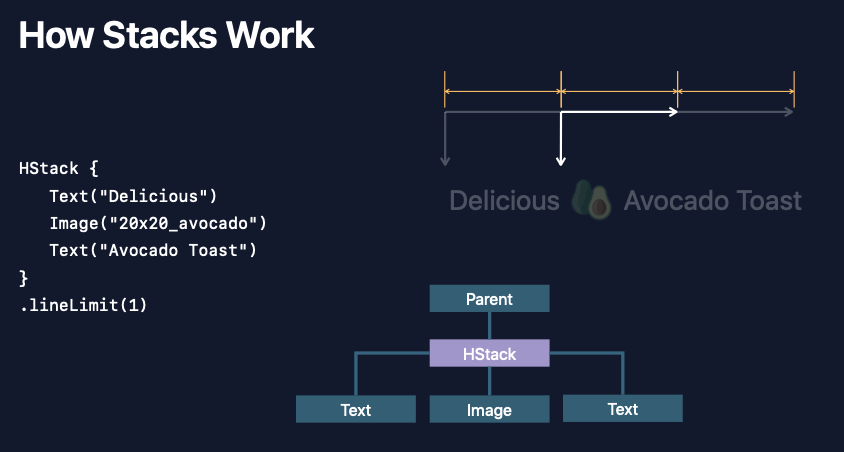 How Stacks Work
HStack {
Text("Delicious")
Image("20x20_avocado")
Text("Avocado Toast")
}
.lineLimit(1)
Delicious Avocado Toast
Parent
HStack
Text Image Text